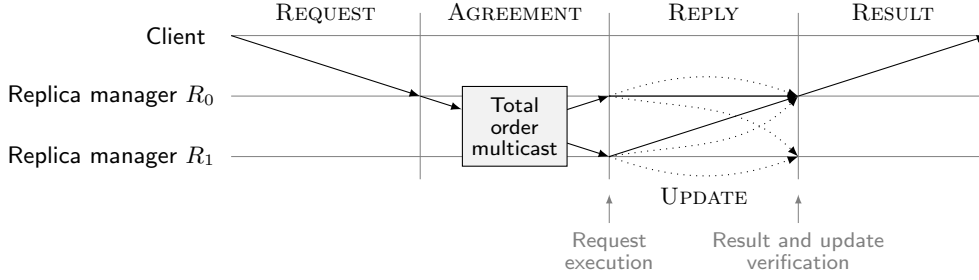 REQUEST AGREEMENT REPLY RESULT
Client
Replica manager R0
Replica manager R1
Total
order
multicast
UPDATE
Request
execution
Result and update
verification